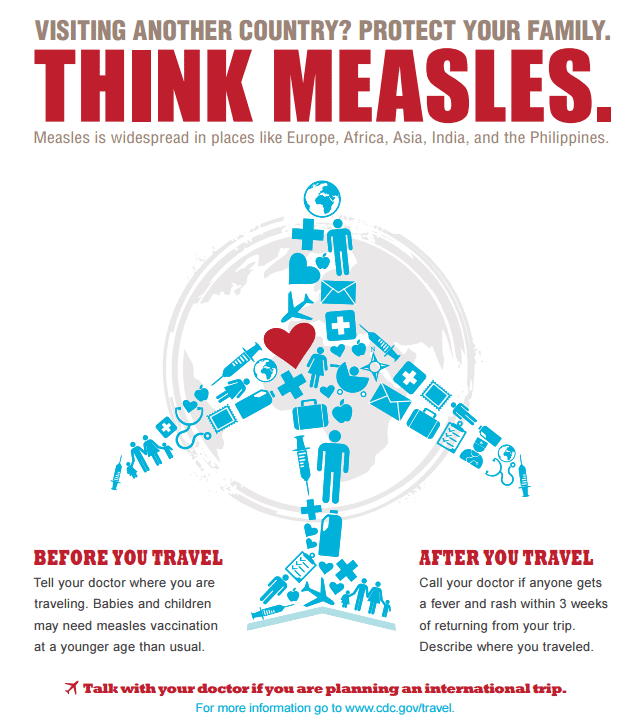 VISITING ANOTHER COUNTRY? PROTECT YOUR FAMILY.
THINK MEASLES.
Measles is widespread in places like Europe, Africa, Asia, India, and the Philippines.
N
BEFORE YOU TRAVEL
Tell your doctor where you are
traveling. Babies and children
may need measles vaccination
at a younger age than usual.
AFTER YOU TRAVEL
Call your doctor if anyone gets
a fever and rash within 3 weeks
of returning from your trip.
Describe where you traveled.
Talk with your doctor if you are planning an international trip.
For more information go to www.cdc.gov/travel.